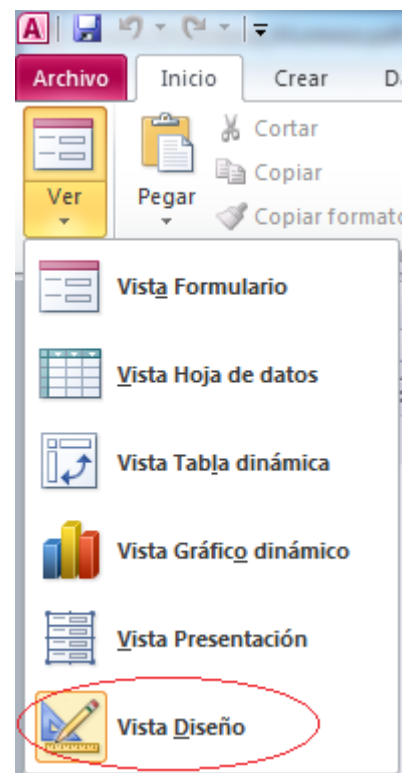 A
Archivo Inicio Crear D
Ver Pegar Cortar
Copiar
Copiar formato
Vista Formulario
Vista Hoja de datos
Vista Tabla dinámica
Vista Gráfico dinámico
Vista Presentación
Vista Diseño